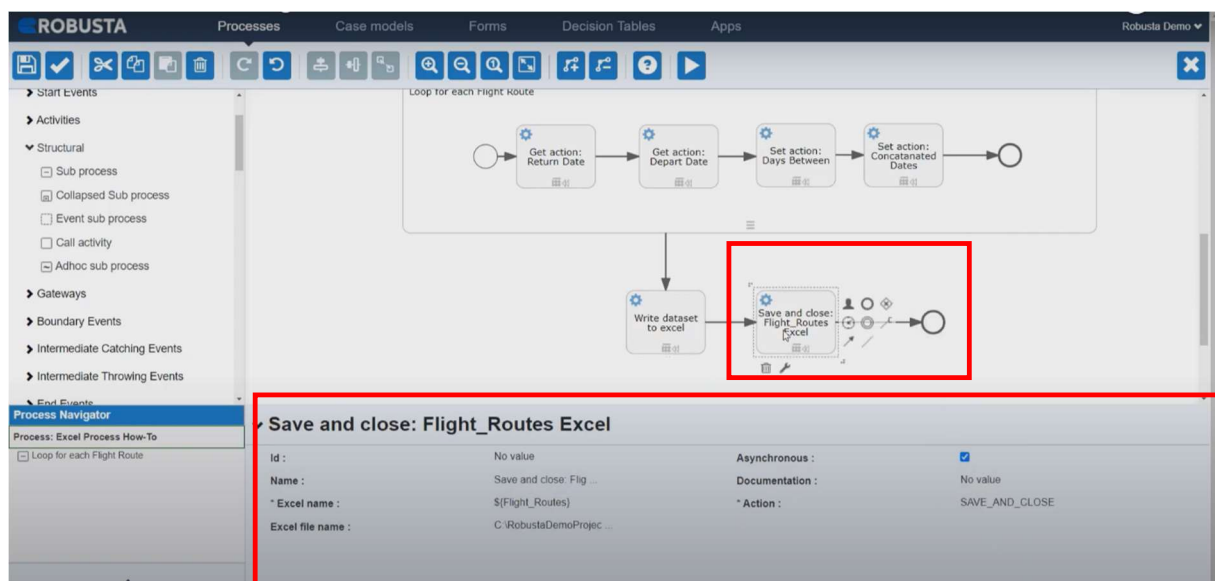 ROBUSTA
Processes
Case models
Forms
Decision Tables
Apps
Robusta Demo
Start Events
Activities
Structural
Sub process
Collapsed Sub process
Event sub process
Call activity
Adhoc sub process
Gateways
Boundary Events
Intermediate Catching Events
Intermediate Throwing Events
End Events
Loop for each Flight Route
Get action:
Return Date
Get action:
Depart Date
Set action:
Days Between
Set action:
Concatanated
Dates
Write dataset
to excel
Save and close:
Flight_Routes
Excel
Process Navigator
Process: Excel Process How-To
Loop for each Flight Route
Save and close: Flight_Routes Excel
Id : No value
Asynchronous :
Name : Save and close: Flig ...
Documentation : No value
* Excel name : ${Flight_Routes}
* Action : SAVE_AND_CLOSE
Excel file name : C:\RobustaDemoProjec ...